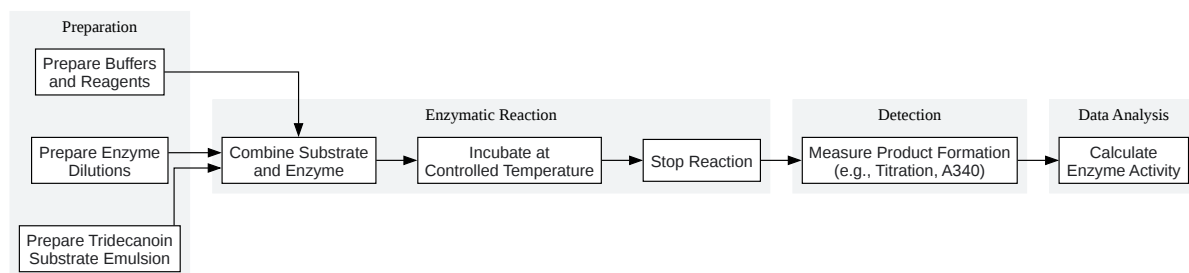 Preparation
Prepare Buffers
and Reagents
Prepare Enzyme
Dilutions
Prepare Tridecanoin
Substrate Emulsion
Enzymatic Reaction
Combine Substrate
and Enzyme
Incubate at
Controlled Temperature
Stop Reaction
Detection
Measure Product Formation
(e.g., Titration, A340)
Data Analysis
Calculate
Enzyme Activity